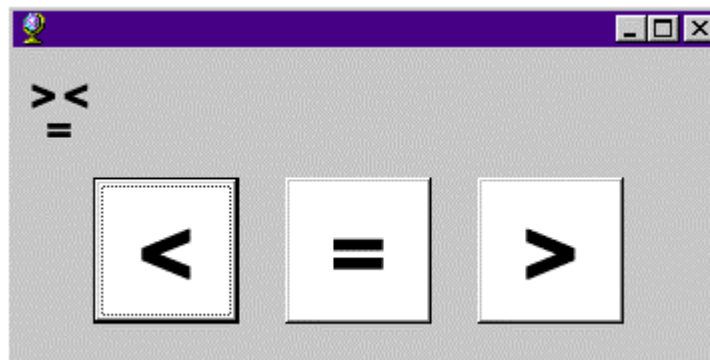 > <
=
< = >